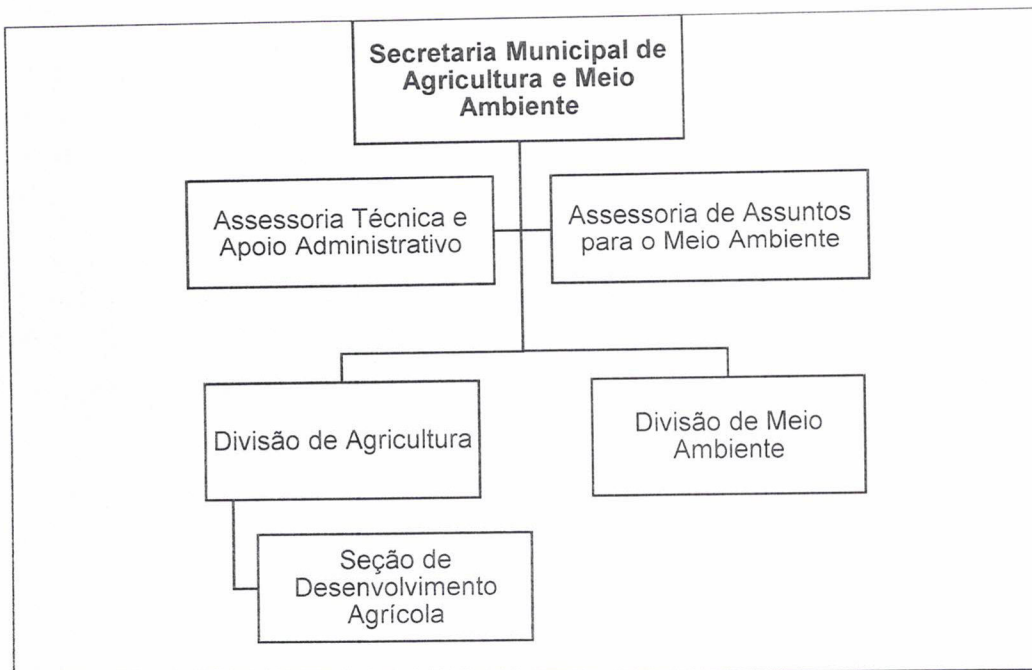 Secretaria Municipal de
Agricultura e Meio
Ambiente
Assessoria Técnica e
Apoio Administrativo
Assessoria de Assuntos
para o Meio Ambiente
Divisão de Agricultura
Divisão de Meio
Ambiente
Seção de
Desenvolvimento
Agrícola